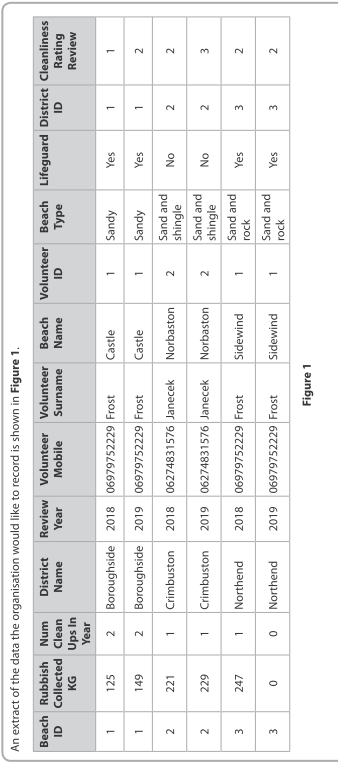 An extract of the data the organisation would like to record is shown in Figure 1.
Beach ID Rubbish Collected KG Num Clean Ups In Year District Name Review Year Volunteer Mobile Volunteer Surname Beach Name Volunteer ID Beach Type Lifeguard District ID Cleanliness Rating Review
1 125 2 Boroughside 2018 06979752229 Frost Castle 1 Sandy Yes 1 1
1 149 2 Boroughside 2019 06979752229 Frost Castle 1 Sandy Yes 1 2
2 221 1 Crimbuston 2018 06274831576 Janecek Norbaston 2 Sand and shingle No 2 2
2 229 1 Crimbuston 2019 06274831576 Janecek Norbaston 2 Sand and shingle No 2 3
3 247 1 Northend 2018 06979752229 Frost Sidewind 1 Sand and rock Yes 3 2
3 0 0 Northend 2019 06979752229 Frost Sidewind 1 Sand and rock Yes 3 2
Figure 1